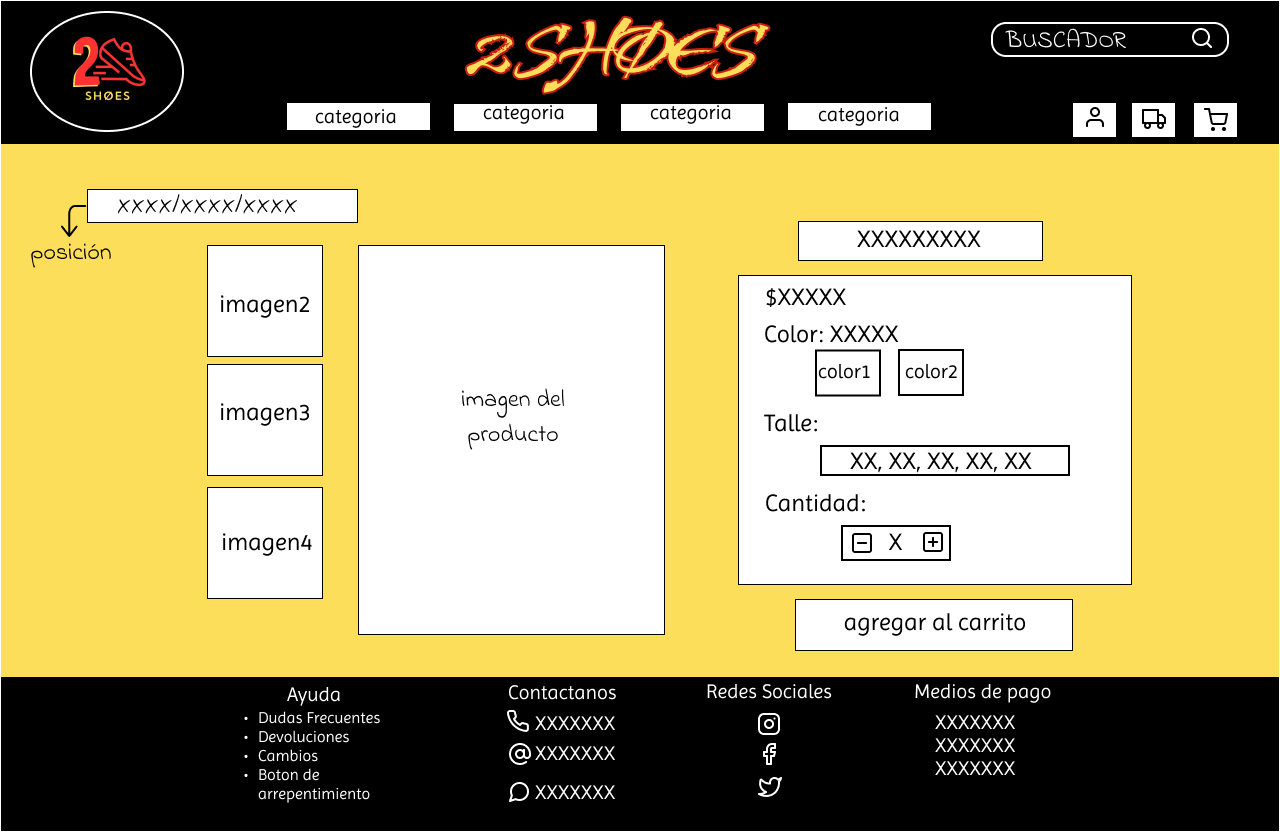 2
SHØES
2SHØES
BUSCADOR
categoria
categoria
categoria
categoria
xxxx/xxxx/xxxx
posición
imagen2
imagen3
imagen4
imagen del
producto
XXXXXXXXX
$XXXXX
Color: XXXXX
color1
color2
Talle:
XX, XX, XX, XX, XX
Cantidad:
X
agregar al carrito
Ayuda
• Dudas Frecuentes
• Devoluciones
• Cambios
• Boton de
arrepentimiento
Contactanos
XXXXXXX
XXXXXXX
XXXXXXX
Redes Sociales
Medios de pago
XXXXXXX
XXXXXXX
XXXXXXX